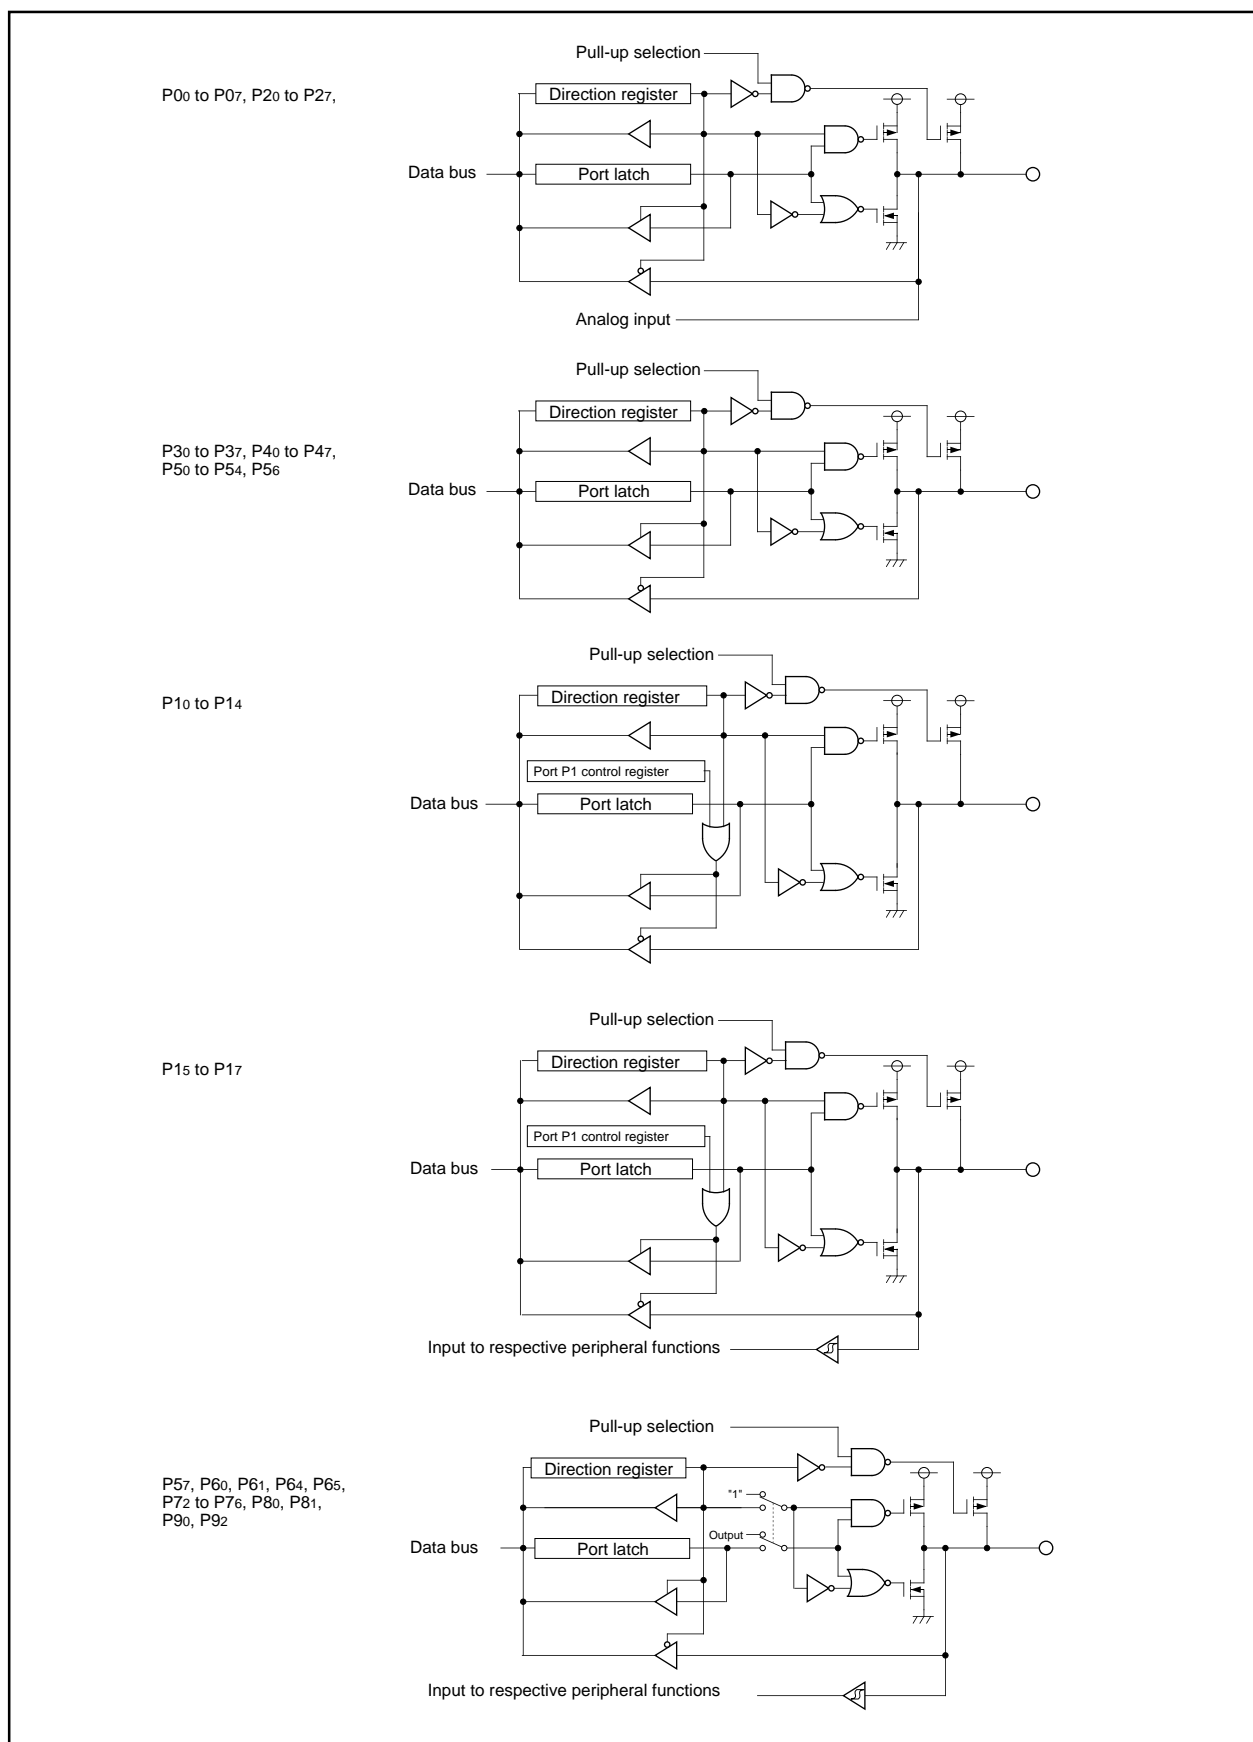 Pull-up selection
P00 to P07, P20 to P27,
Direction register
Data bus
Port latch
Analog input
Pull-up selection
Direction register
P30 to P37, P40 to P47,
P50 to P54, P56
Data bus
Port latch
Pull-up selection
P10 to P14
Direction register
Port P1 control register
Data bus
Port latch
Pull-up selection
P15 to P17
Direction register
Port P1 control register
Data bus
Port latch
Input to respective peripheral functions
Pull-up selection
Direction register
P57, P60, P61, P64, P65,
P72 to P76, P80, P81,
P90, P92
"1"
Output
Data bus
Port latch
Input to respective peripheral functions